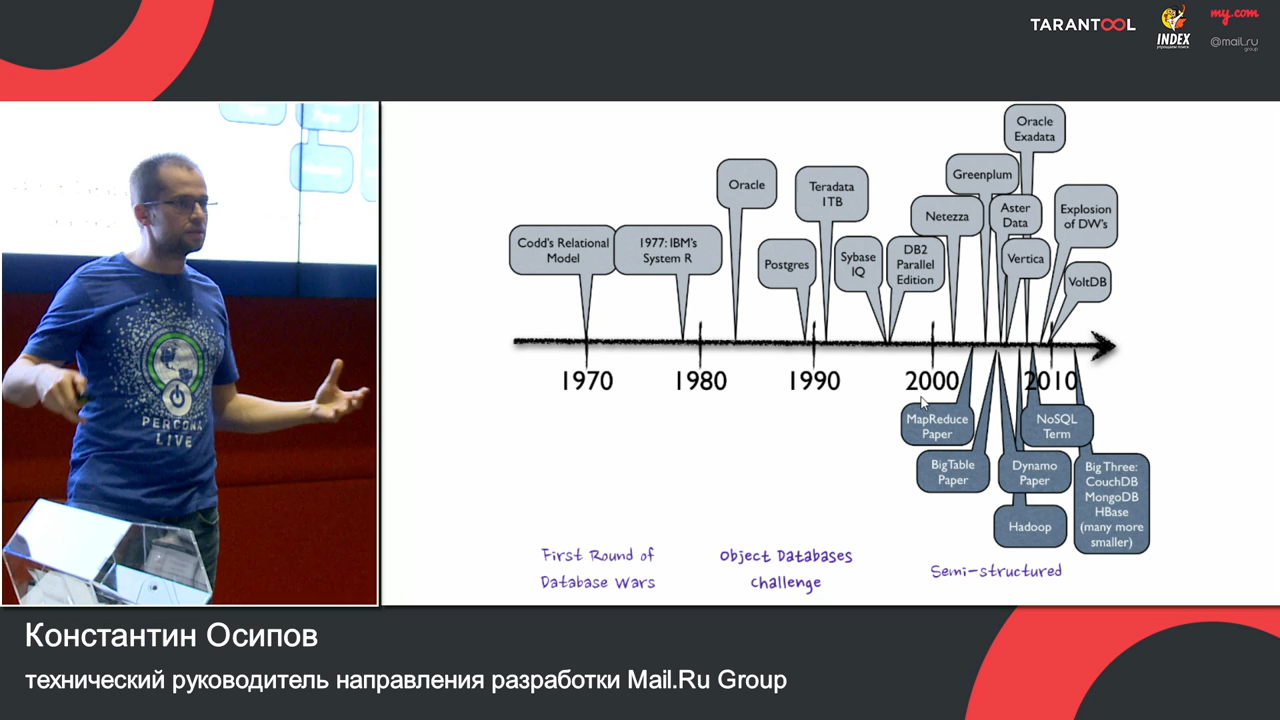 TARANTOOL
INDEX
упрощаем поиск
my.com
@mail.ru
group
PERCONA
LIVE
Oracle
Exadata
Greenplum
Oracle
Teradata
1TB
Netezza
Aster
Data
Explosion
of DW's
Codd's Relational
Model
1977: IBM's
System R
Postgres
Sybase
IQ
DB2
Parallel
Edition
Vertica
VoltDB
1970
1980
1990
2000
2010
MapReduce
Paper
NoSQL
Term
BigTable
Paper
Dynamo
Paper
Hadoop
Big Three:
CouchDB
MongoDB
HBase
(many more
smaller)
First Round of
Database Wars
Object Databases
Challenge
Semi-structured
Константин Осипов
технический руководитель направления разработки Mail.Ru Group